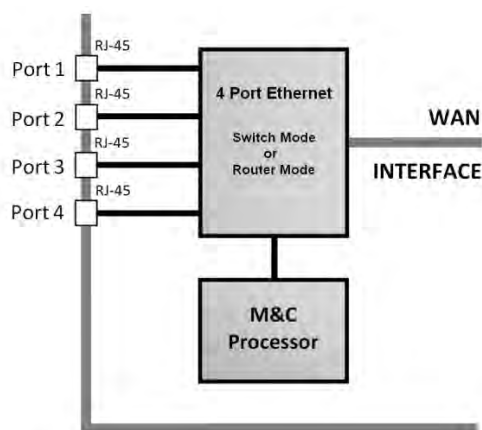 RJ-45
Port 1
RJ-45
Port 2
RJ-45
Port 3
RJ-45
Port 4
4 Port Ethernet
Switch Mode
or
Router Mode
WAN
INTERFACE
M&C
Processor